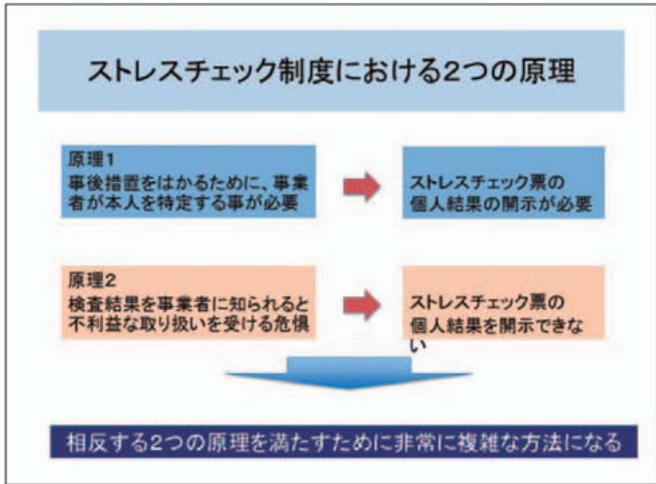 ストレスチェック制度における2つの原理
原理1
事後措置をはかるために、事業
者が本人を特定する事が必要
ストレスチェック票の
個人結果の開示が必要
原理2
検査結果を事業者に知られると
不利益な取り扱いを受ける危惧
ストレスチェック票の
個人結果を開示できな
い
相反する2つの原理を満たすために非常に複雑な方法になる